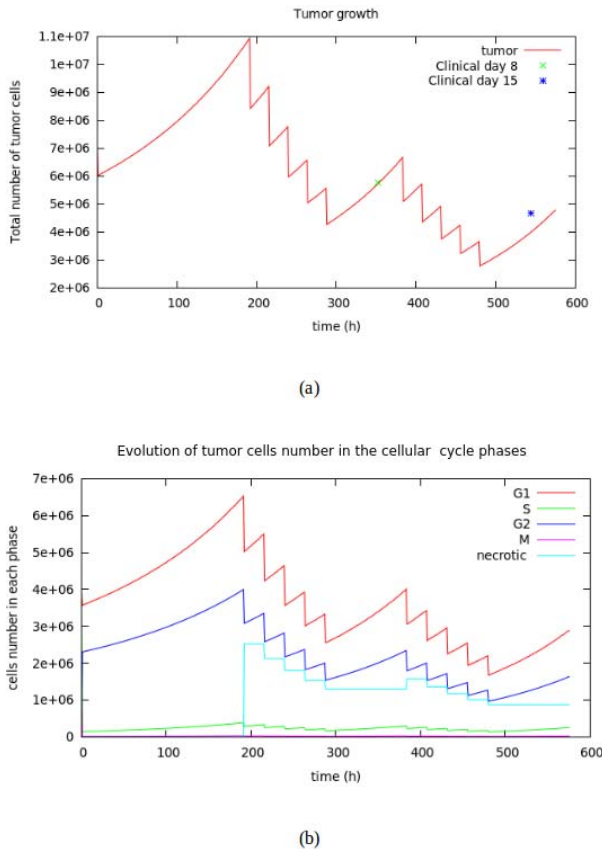 Tumor growth
1.1e+07
1e+07
9e+06
8e+06
7e+06
6e+06
5e+06
4e+06
3e+06
2e+06
Total number of tumor cells
tumor
Clinical day 8
Clinical day 15
0 100 200 300 400 500 600
time (h)
(a)
Evolution of tumor cells number in the cellular cycle phases
7e+06
6e+06
5e+06
4e+06
3e+06
2e+06
1e+06
0
cells number in each phase
G1
S
G2
M
necrotic
0 100 200 300 400 500 600
time (h)
(b)